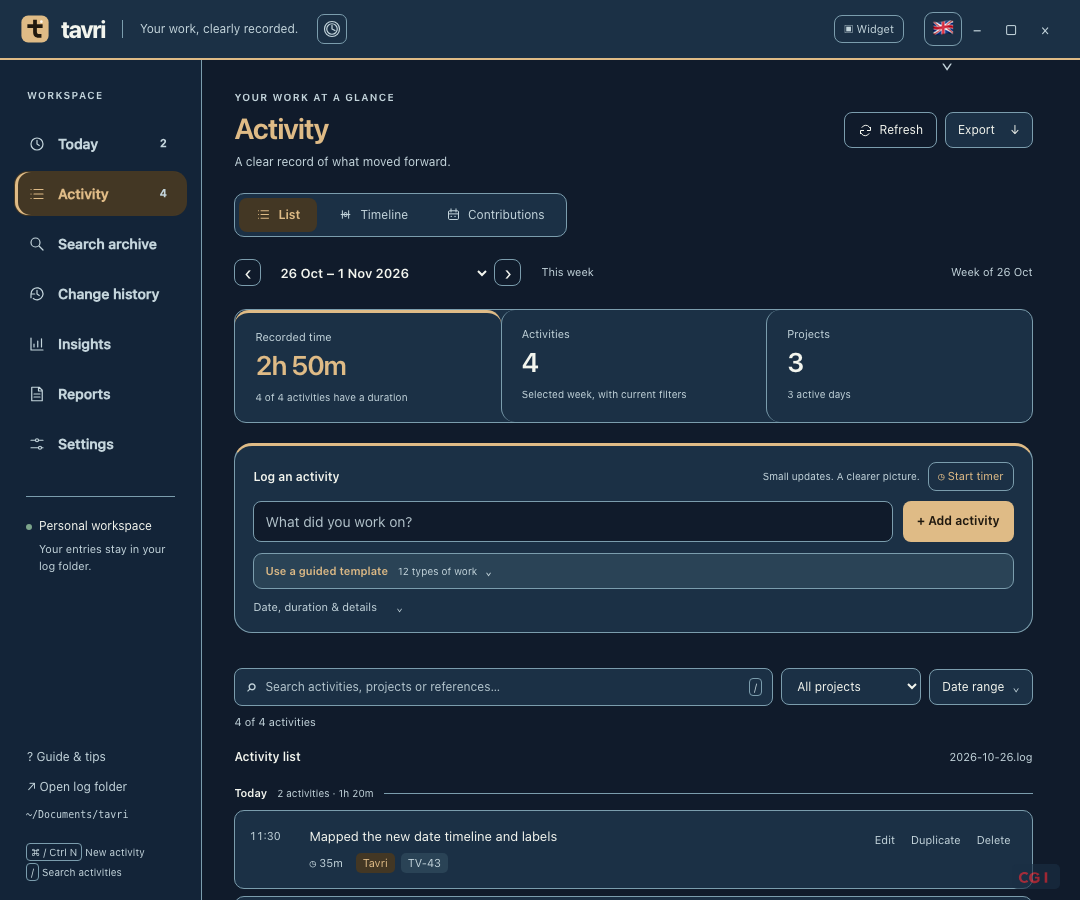 tavri
Your work, clearly recorded.
Widget
WORKSPACE
Today 2
Activity 4
Search archive
Change history
Insights
Reports
Settings
Personal workspace
Your entries stay in your
log folder.
? Guide & tips
↗ Open log folder
~/Documents/tavri
⌘ / Ctrl N New activity
/ Search activities
YOUR WORK AT A GLANCE
Activity
A clear record of what moved forward.
Refresh
Export ↓
List
Timeline
Contributions
‹ 26 Oct – 1 Nov 2026 › This week
Week of 26 Oct
Recorded time
2h 50m
4 of 4 activities have a duration
Activities
4
Selected week, with current filters
Projects
3
3 active days
Log an activity
Small updates. A clearer picture.
Start timer
What did you work on?
+ Add activity
Use a guided template 12 types of work
Date, duration & details
Search activities, projects or references... /
All projects
Date range
4 of 4 activities
Activity list
2026-10-26.log
Today 2 activities · 1h 20m
11:30 Mapped the new date timeline and labels
35m Tavri TV-43
Edit Duplicate Delete
CGI